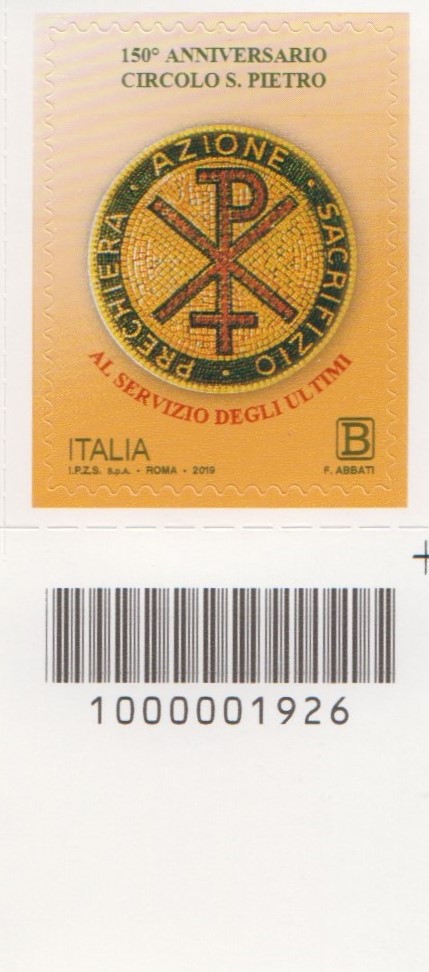 150° ANNIVERSARIO
CIRCOLO S. PIETRO
PREGHIERA · AZIONE · SACRIFIZIO ·
AL SERVIZIO DEGLI ULTIMI
ITALIA
B
I.P.Z.S. S.p.A. - ROMA - 2019
F. ABBATI
1000001926